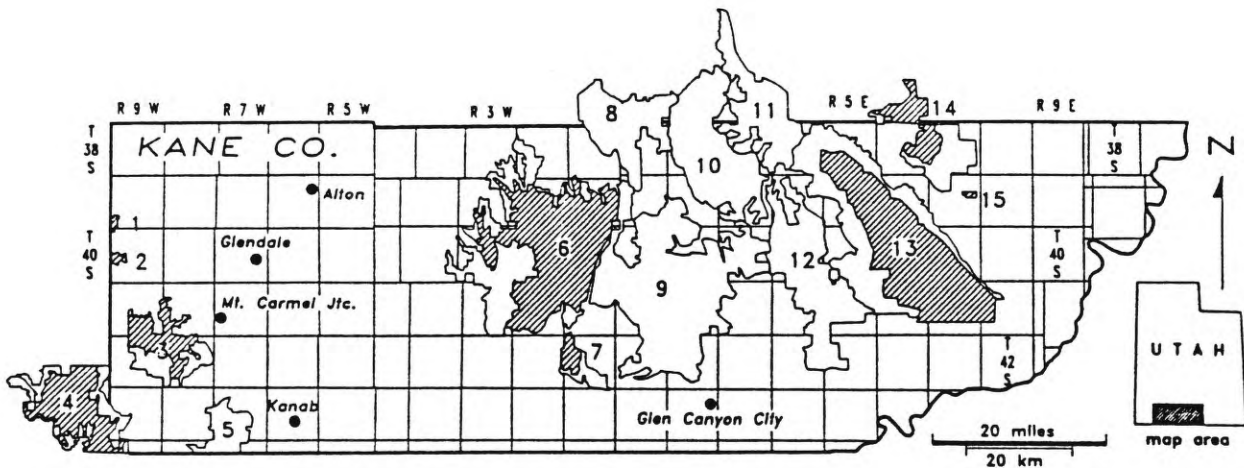 R 9 W R 7 W R 5 W R 3 W R 5 E R 9 E
8 11 14
T 38 S
KANE CO.
10
T 38 S
N
Alton
15
1
T 40 S
Glendale
2
6
9
12
13
T 40 S
Mt. Carmel Jtc.
3
7
T 42 S
UTAH
4
5
Kanab
Glen Canyon City
20 miles
20 km
map area